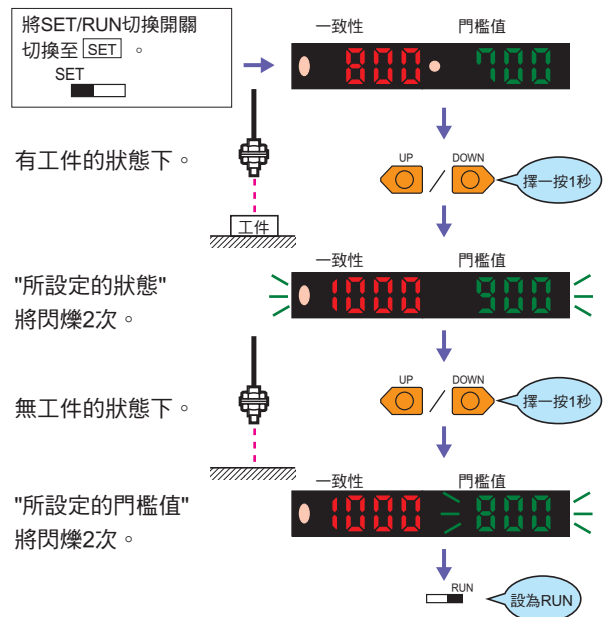 將SET/RUN切換開關
切換至 SET 。
SET
一致性 門檻值
800 700
有工件的狀態下。
UP / DOWN
擇一按1秒
工件
一致性 門檻值
"所設定的狀態"
將閃爍2次。
1000 900
無工件的狀態下。
UP / DOWN
擇一按1秒
一致性 門檻值
"所設定的門檻值"
將閃爍2次。
1000 800
RUN
設為RUN